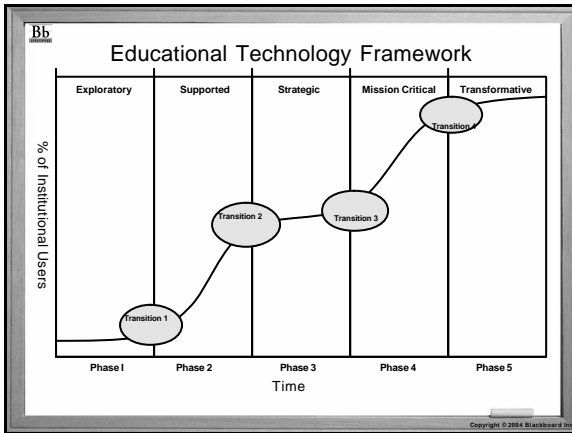 Bb
Educational Technology Framework
Exploratory Supported Strategic Mission Critical Transformative
% of Institutional Users
Transition 4
Transition 2
Transition 3
Transition 1
Phase I Phase 2 Phase 3 Phase 4 Phase 5
Time
Copyright © 2004 Blackboard Inc